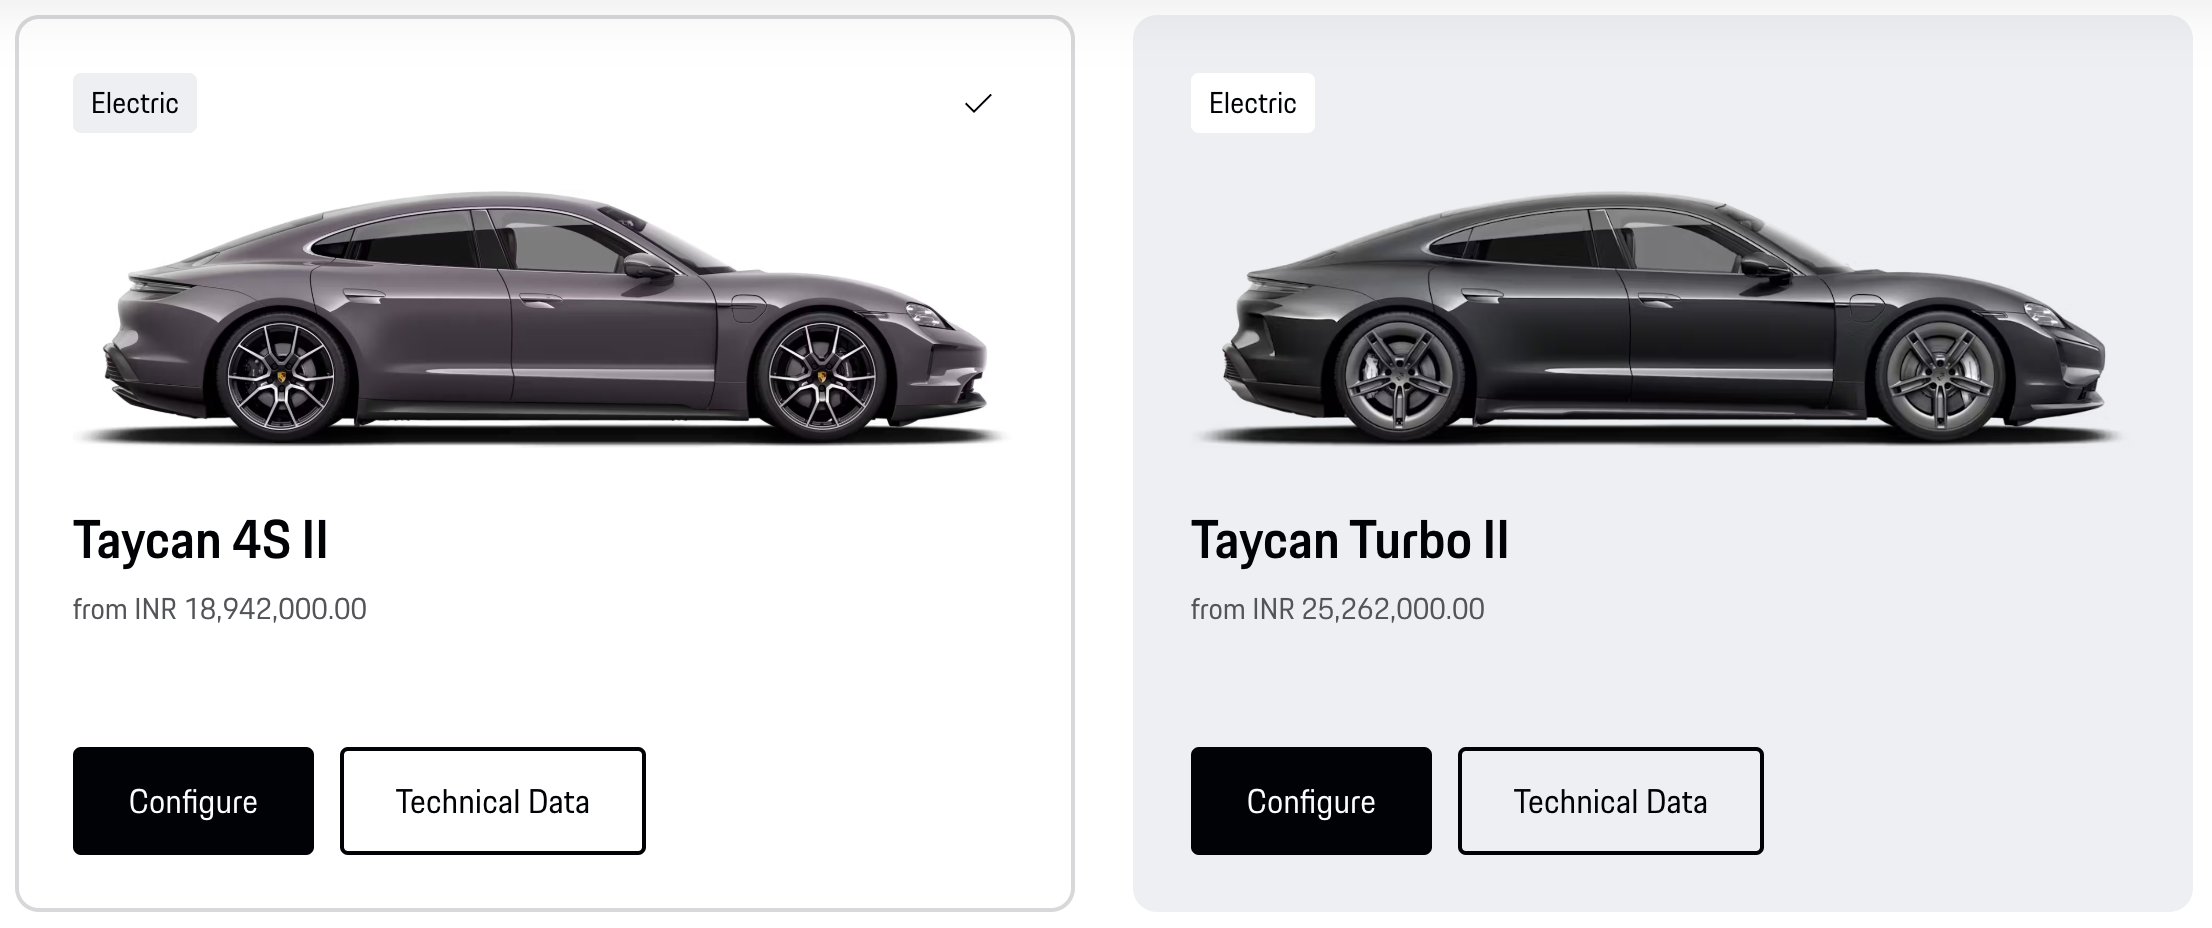 Electric
Taycan 4S II
from INR 18,942,000.00
Configure
Technical Data
Electric
Taycan Turbo II
from INR 25,262,000.00
Configure
Technical Data